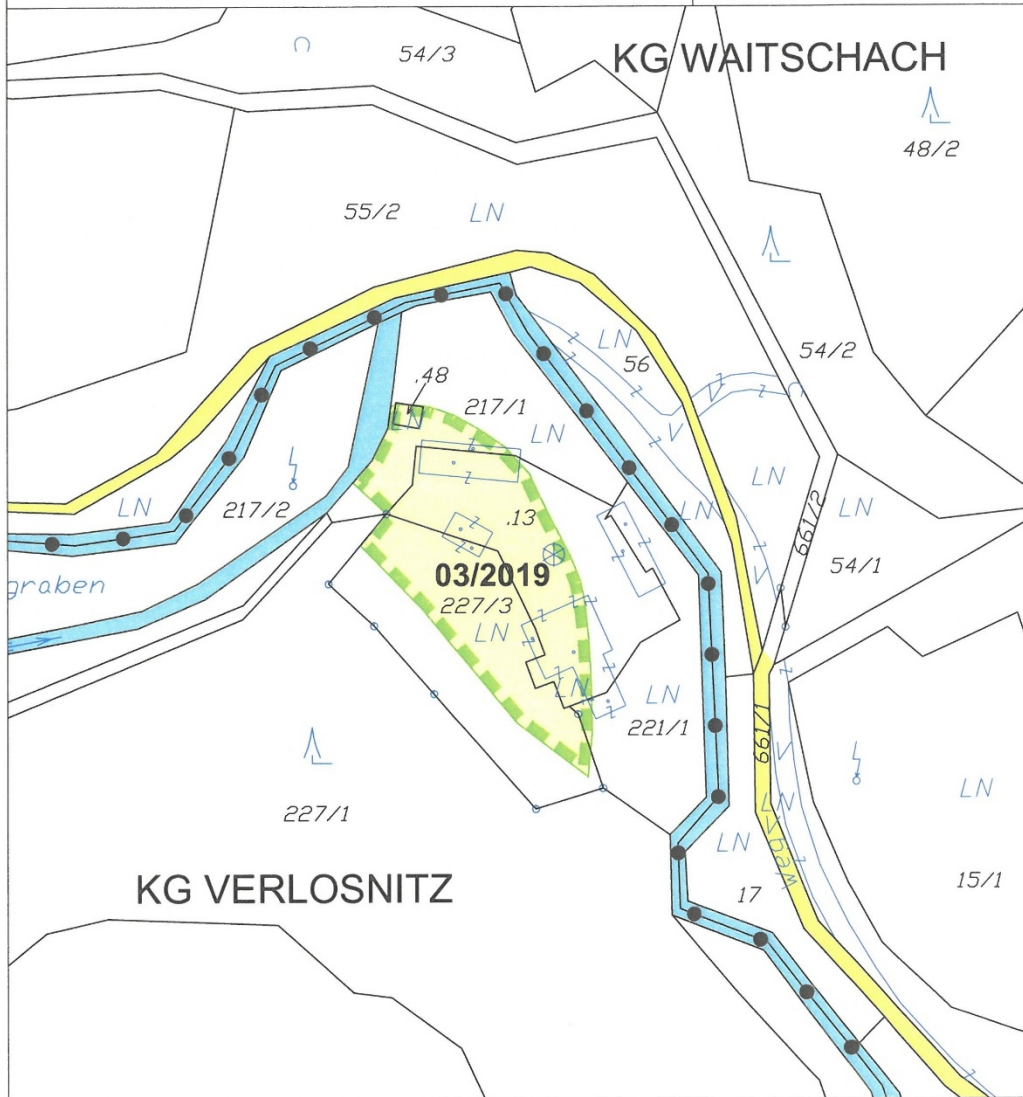 54/3
KG WAITSCHACH
48/2
55/2
LN
LN
56
54/2
.48
217/1
LN
LN
LN
217/2
LN
661/2
LN
.13
LN
54/1
graben
03/2019
227/3
LN
LN
LN
221/1
661/1
LN
LN
227/1
LN
KG VERLOSNITZ
17
15/1